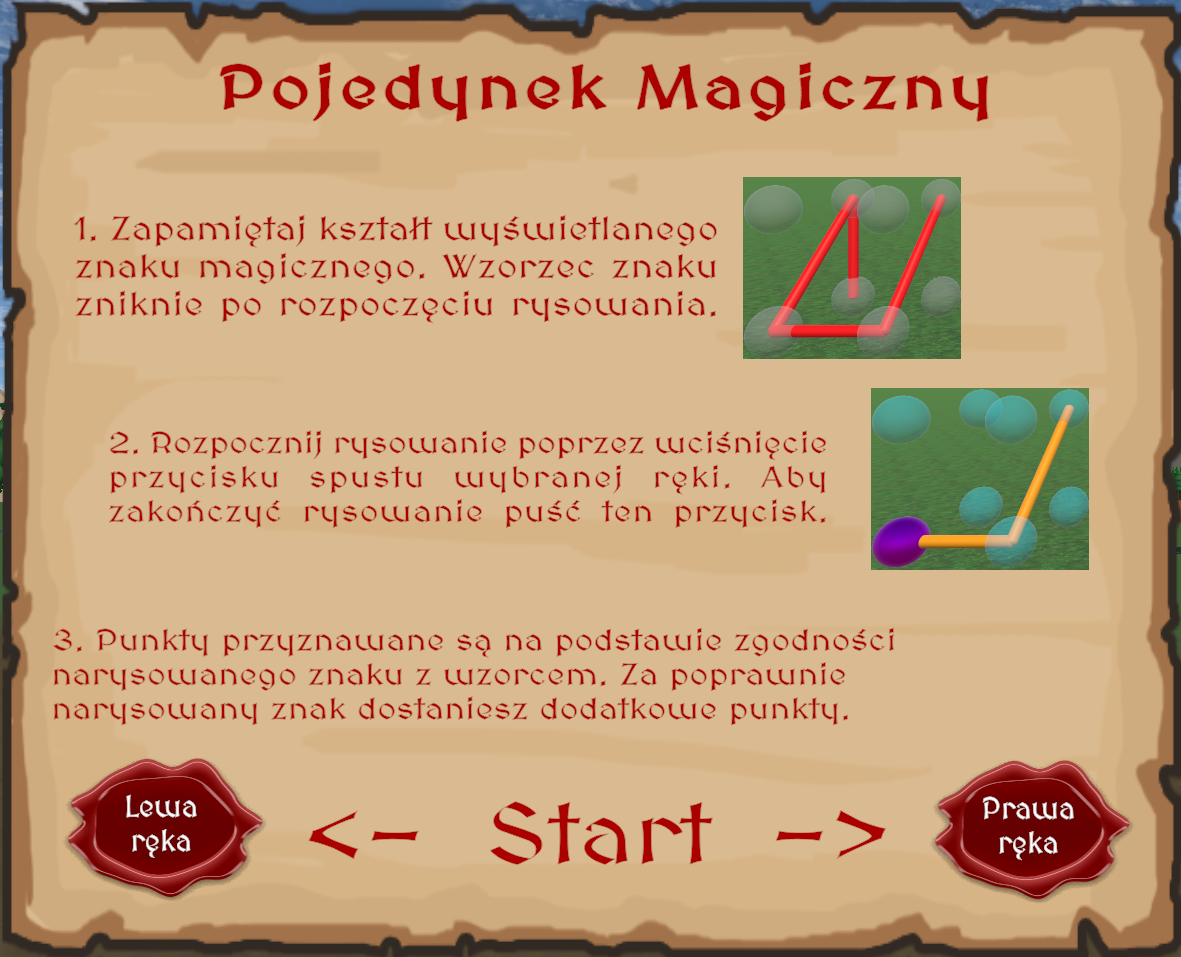 Pojedynek Magiczny
1. Zapamiętaj kształt wyświetlanego
znaku magicznego. Wzorzec znaku
zniknie po rozpoczęciu rysowania.
2. Rozpocznij rysowanie poprzez wciśnięcie
przycisku spustu wybranej ręki. Aby
zakończyć rysowanie puść ten przycisk.
3. Punkty przyznawane są na podstawie zgodności
narysowanego znaku z wzorcem. Za poprawnie
narysowany znak dostaniesz dodatkowe punkty.
Lewa
ręka
<- Start ->
Prawa
ręka